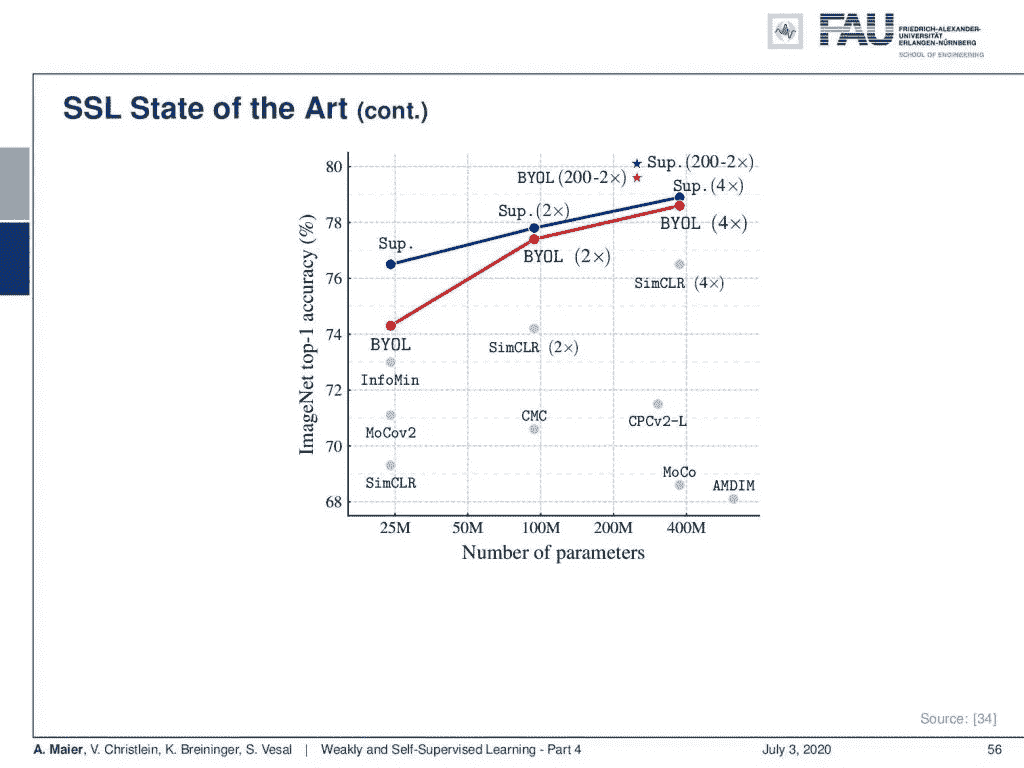 FAU
FRIEDRICH-ALEXANDER-
UNIVERSITÄT
ERLANGEN-NÜRNBERG
SCHOOL OF ENGINEERING
SSL State of the Art (cont.)
ImageNet top-1 accuracy (%)
80
78
76
74
72
70
68
Sup.(200-2×)
BYOL (200-2×)
Sup.(4×)
Sup.(2×)
BYOL (4×)
Sup.
BYOL (2×)
SimCLR (4×)
BYOL
SimCLR (2×)
InfoMin
CMC
CPCv2-L
MoCov2
MoCo
SimCLR
AMDIM
25M 50M 100M 200M 400M
Number of parameters
Source: [34]
A. Maier, V. Christlein, K. Breininger, S. Vesal | Weakly and Self-Supervised Learning - Part 4 July 3, 2020 56